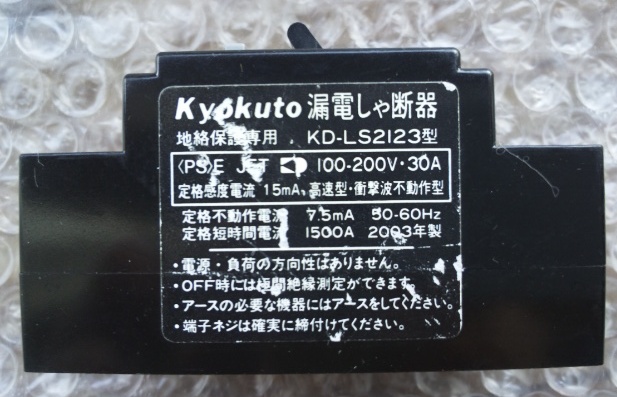 Kyokuto 漏電しゃ断器
地絡保護専用 KD-LS2123型
〈PS〉E JET 100-200V・30A
定格感度電流 15mA、高速型・衝撃波不動作型
定格不動作電流 7.5mA 50-60Hz
定格短時間電流 1500A 2003年製
・電源・負荷の方向性はありません。
・OFF時には極間絶縁測定ができます。
・アースの必要な機器にはアースをしてください。
・端子ネジは確実に締付けてください。